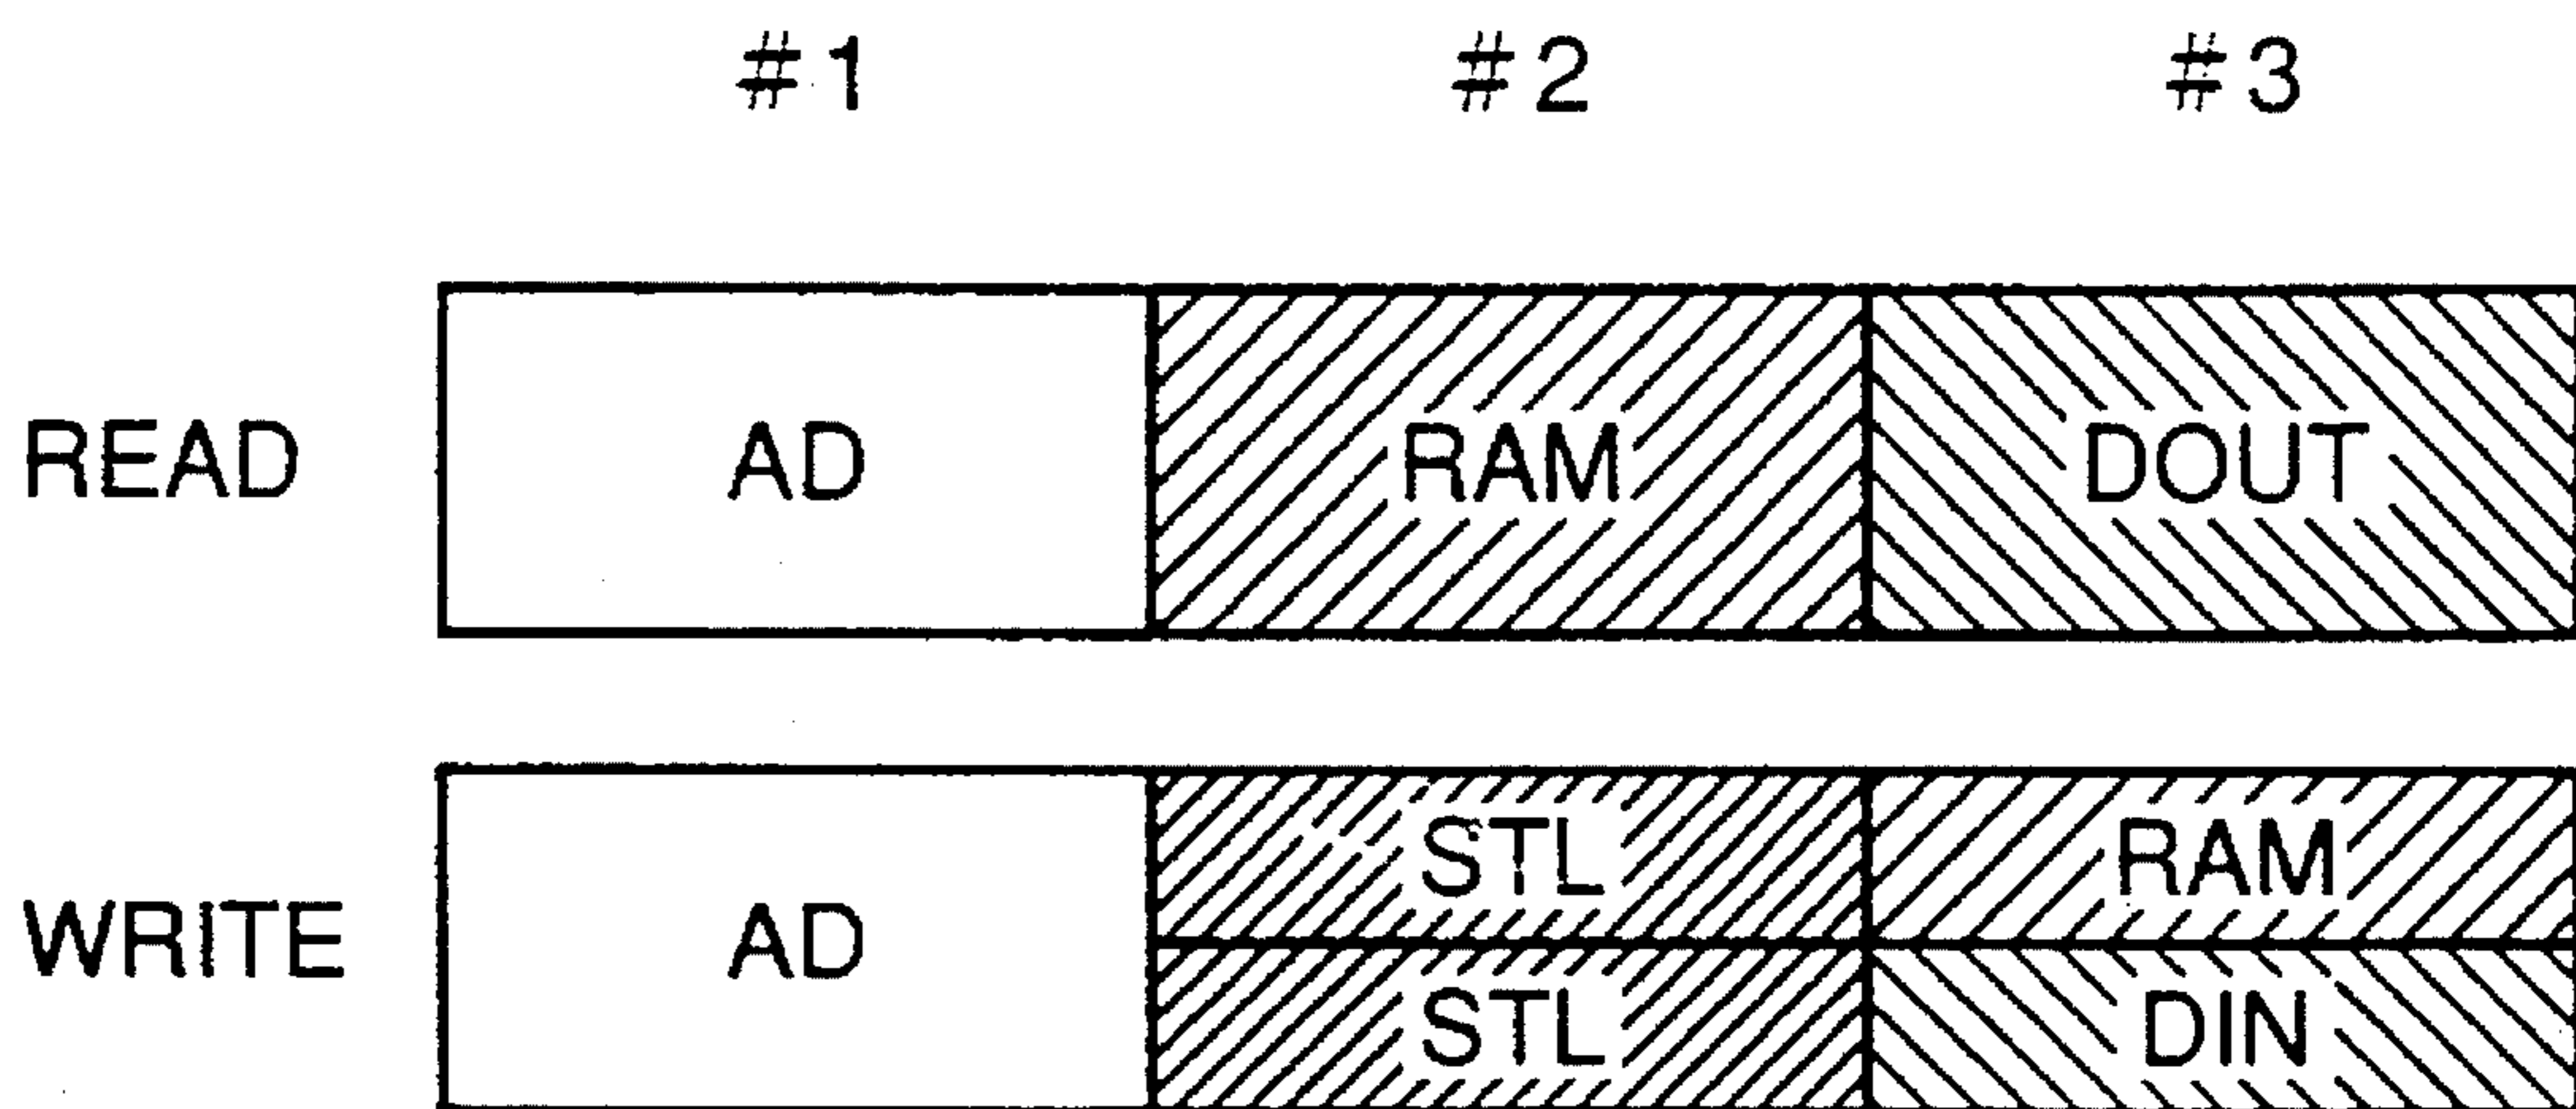 #1 #2 #3
READ AD RAM DOUT
STL RAM
WRITE AD
STL DIN